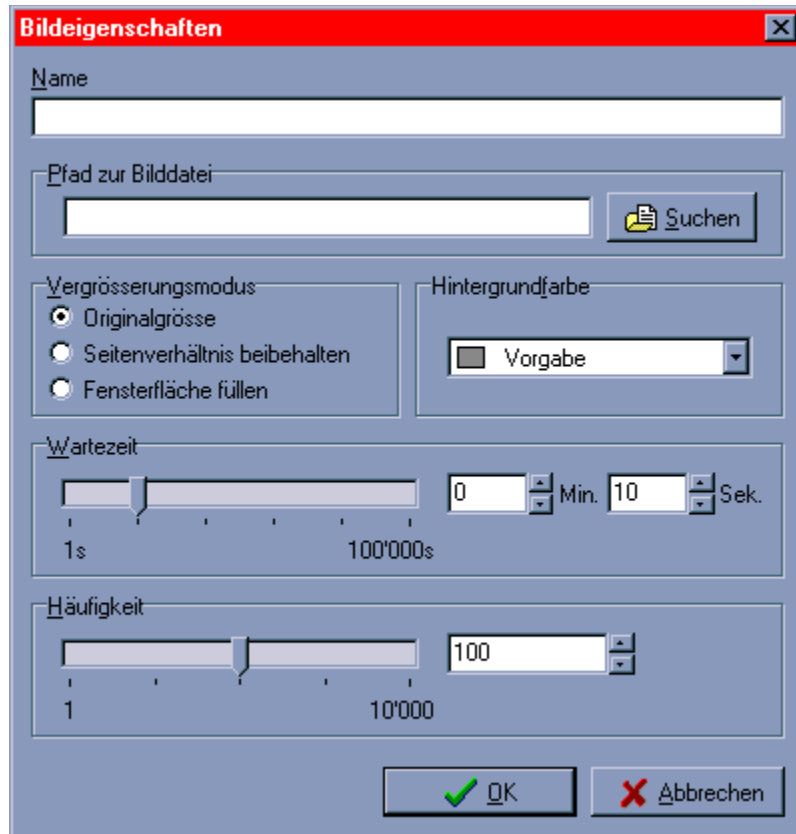 Bildeigenschaften
Name
Pfad zur Bilddatei
Suchen
Vergrösserungsmodus
Originalgrösse
Seitenverhältnis beibehalten
Fensterfläche füllen
Hintergrundfarbe
Vorgabe
Wartezeit
0 Min. 10 Sek.
1s 100'000s
Häufigkeit
100
1 10'000
OK Abbrechen